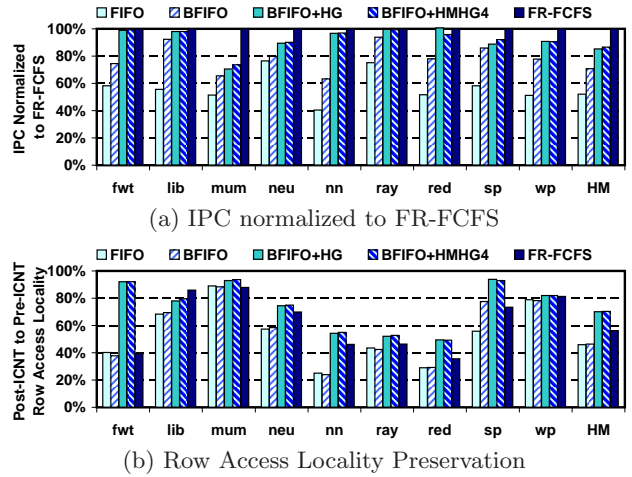 FIFO BFIFO BFIFO+HG BFIFO+HMHG4 FR-FCFS
IPC Normalized
to FR-FCFS
100%
80%
60%
40%
20%
0%
fwt lib mum neu nn ray red sp wp HM
(a) IPC normalized to FR-FCFS
FIFO BFIFO BFIFO+HG BFIFO+HMHG4 FR-FCFS
Post-ICNT to Pre-ICNT
Row Access Locality
100%
80%
60%
40%
20%
0%
fwt lib mum neu nn ray red sp wp HM
(b) Row Access Locality Preservation